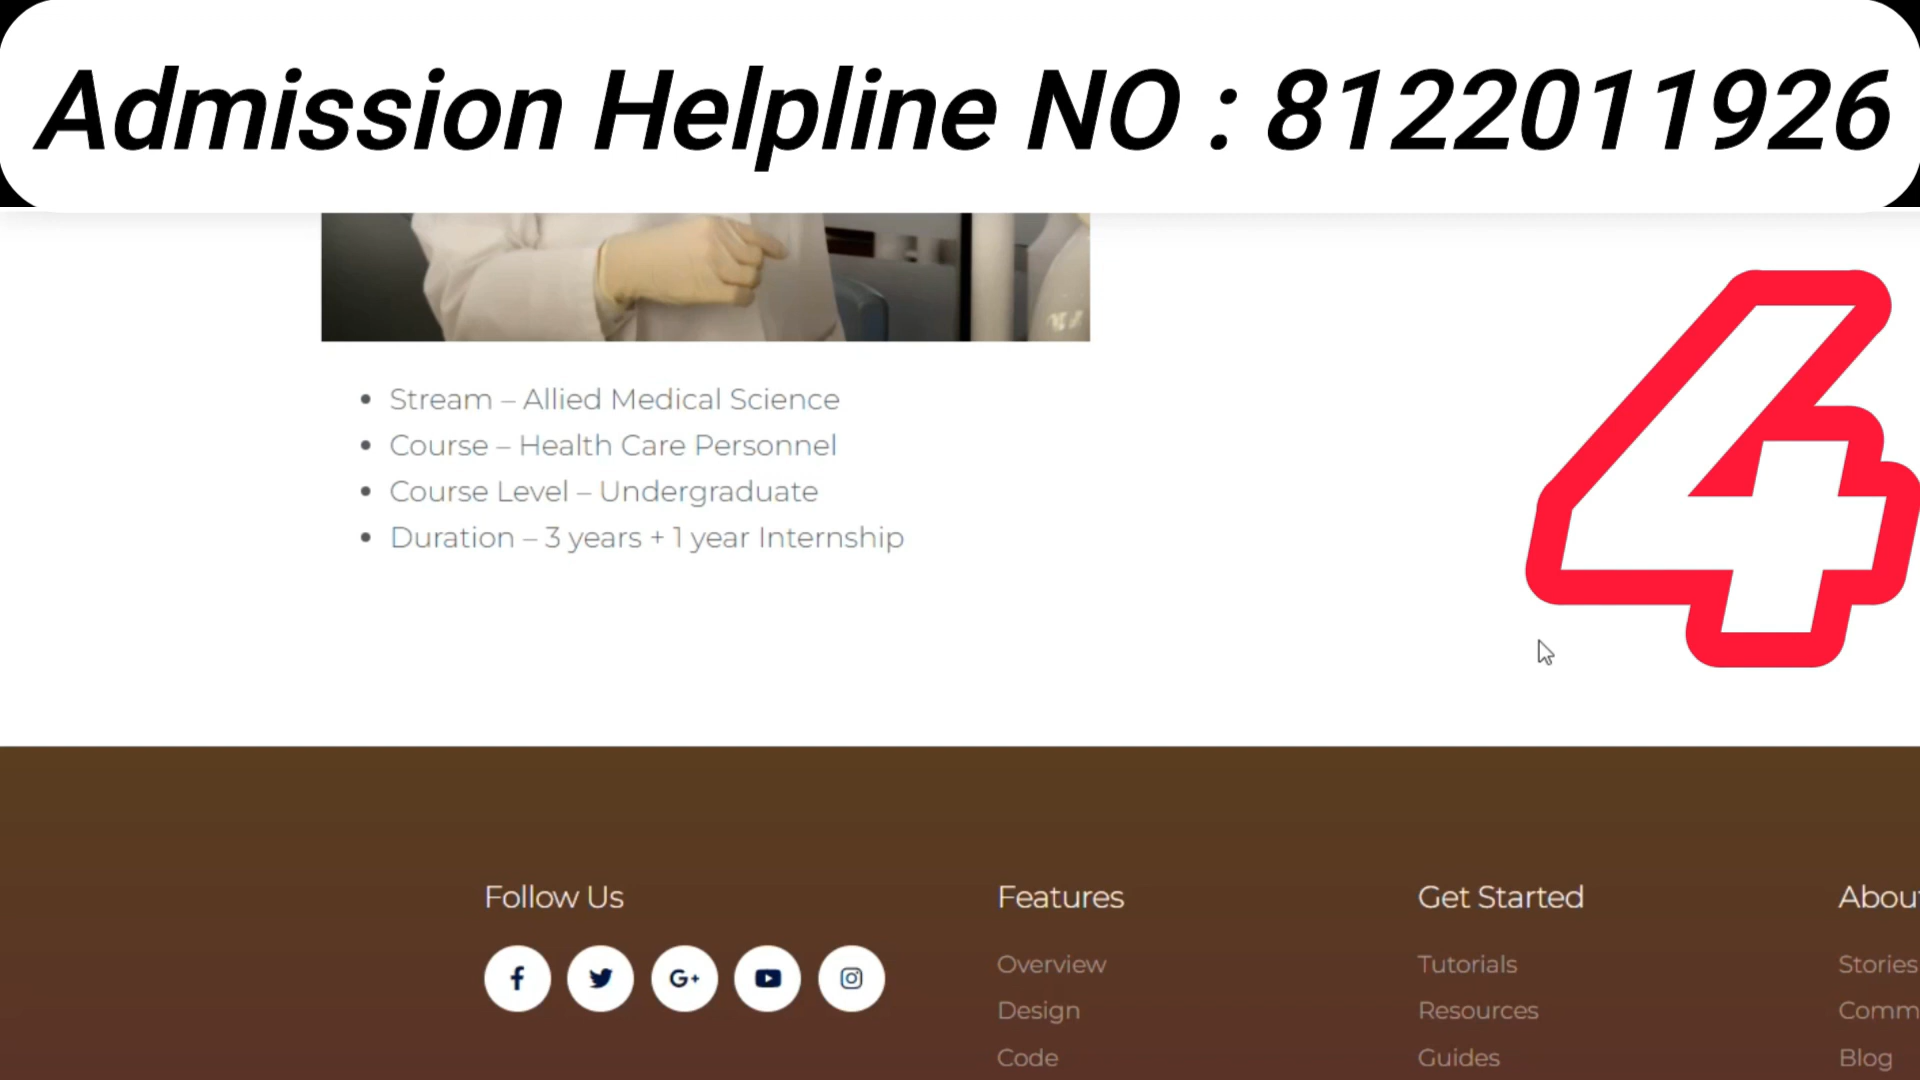 Admission Helpline NO : 8122011926
4
Stream – Allied Medical Science
Course – Health Care Personnel
Course Level – Undergraduate
Duration – 3 years + 1 year Internship
Follow Us
Features
Get Started
Overview
Tutorials
Stories
Design
Resources
Code
Guides
Blog